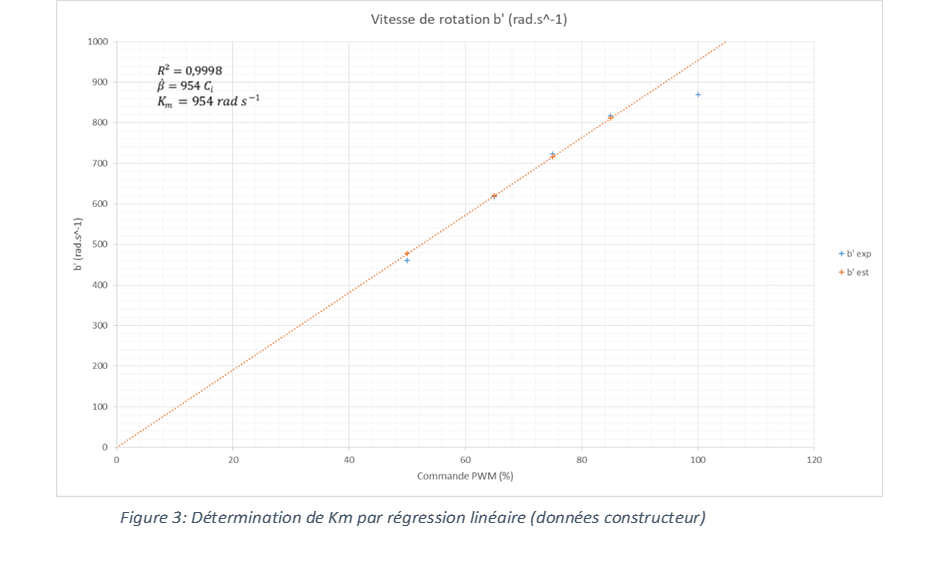 Vitesse de rotation b' (rad.s^-1)
R² = 0,9998
β̇ = 954 Cᵢ
Kₘ = 954 rad s⁻¹
1000
900
800
700
600
500
400
300
200
100
0
b' (rad.s^-1)
0 20 40 60 80 100 120
Commande PWM (%)
b' exp
b' est
Figure 3: Détermination de Km par régression linéaire (données constructeur)